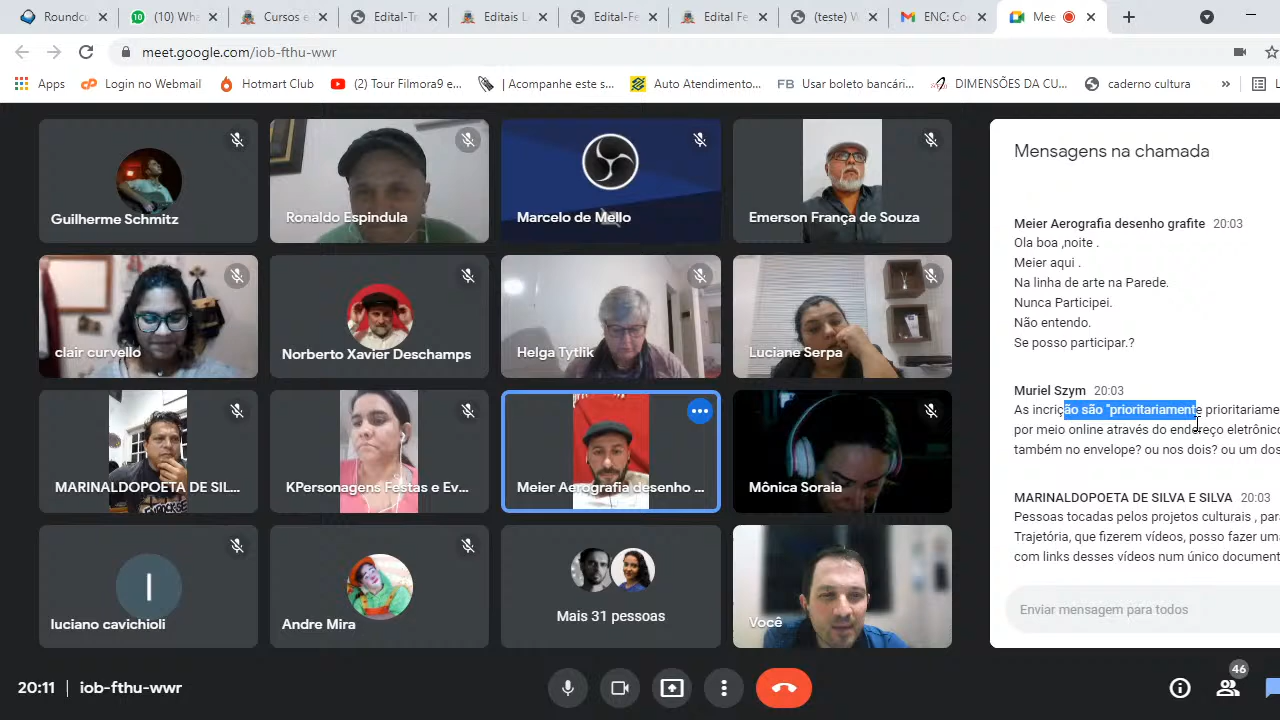 Roundcu
(10) Wha
Cursos e
Edital-Tr
Editais L
Edital-Fe
Edital Fe
(teste) W
ENC: Co
Mee
meet.google.com/iob-fthu-wwr
Apps
Login no Webmail
Hotmart Club
(2) Tour Filmora9 e...
| Acompanhe este s...
Auto Atendimento...
FB Usar boleto bancári...
DIMENSÕES DA CU...
caderno cultura
»
Guilherme Schmitz
Ronaldo Espindula
Marcelo de Mello
Emerson França de Souza
clair curvello
Norberto Xavier Deschamps
Helga Tytlik
Luciane Serpa
MARINALDOPOETA DE SIL...
KPersonagens Festas e Ev...
Meier Aerografia desenho ...
Mônica Soraia
l
luciano cavichioli
Andre Mira
Mais 31 pessoas
Você
Mensagens na chamada
Meier Aerografia desenho grafite 20:03
Ola boa ,noite .
Meier aqui .
Na linha de arte na Parede.
Nunca Participei.
Não entendo.
Se posso participar.?
Muriel Szym 20:03
As incrição são "prioritariamente prioritariame
por meio online através do endereço eletrônico
também no envelope? ou nos dois? ou um dos
MARINALDOPOETA DE SILVA E SILVA 20:03
Pessoas tocadas pelos projetos culturais , para
Trajetória, que fizerem vídeos, posso fazer uma
com links desses vídeos num único document
Enviar mensagem para todos
20:11 | iob-fthu-wwr
46